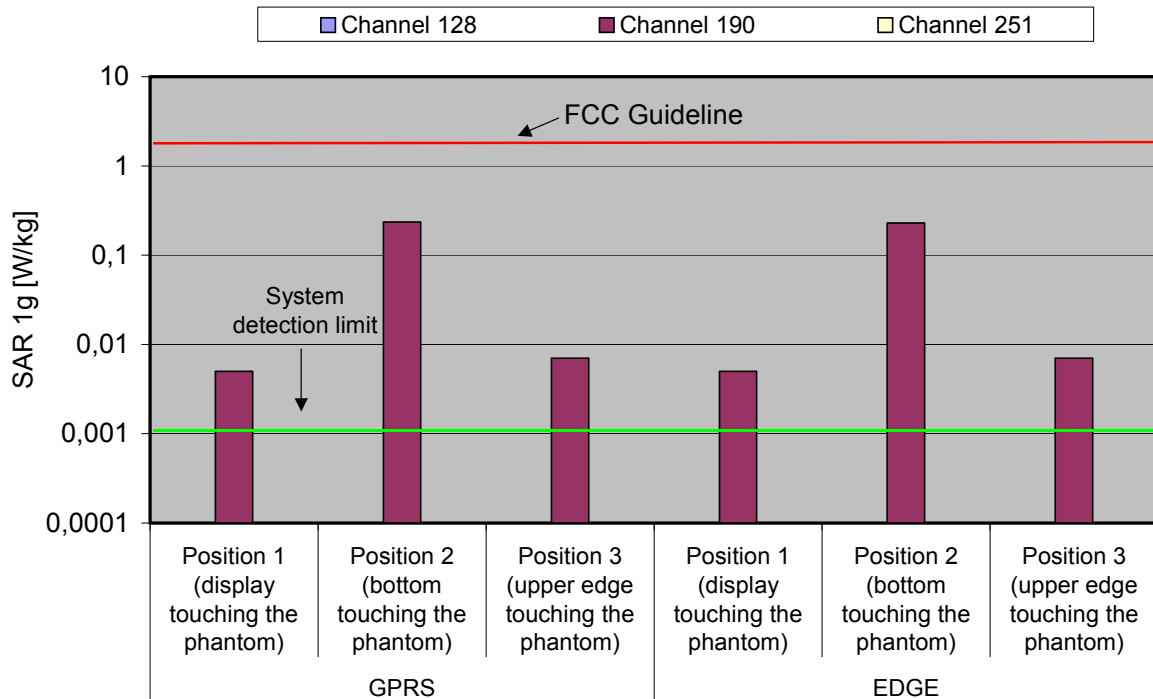 Channel 128 Channel 190 Channel 251
10
FCC Guideline
1
0,1
System
detection limit
0,01
0,001
0,0001
SAR 1g [W/kg]
Position 1
(display
touching the
phantom)
Position 2
(bottom
touching the
phantom)
Position 3
(upper edge
touching the
phantom)
Position 1
(display
touching the
phantom)
Position 2
(bottom
touching the
phantom)
Position 3
(upper edge
touching the
phantom)
GPRS
EDGE